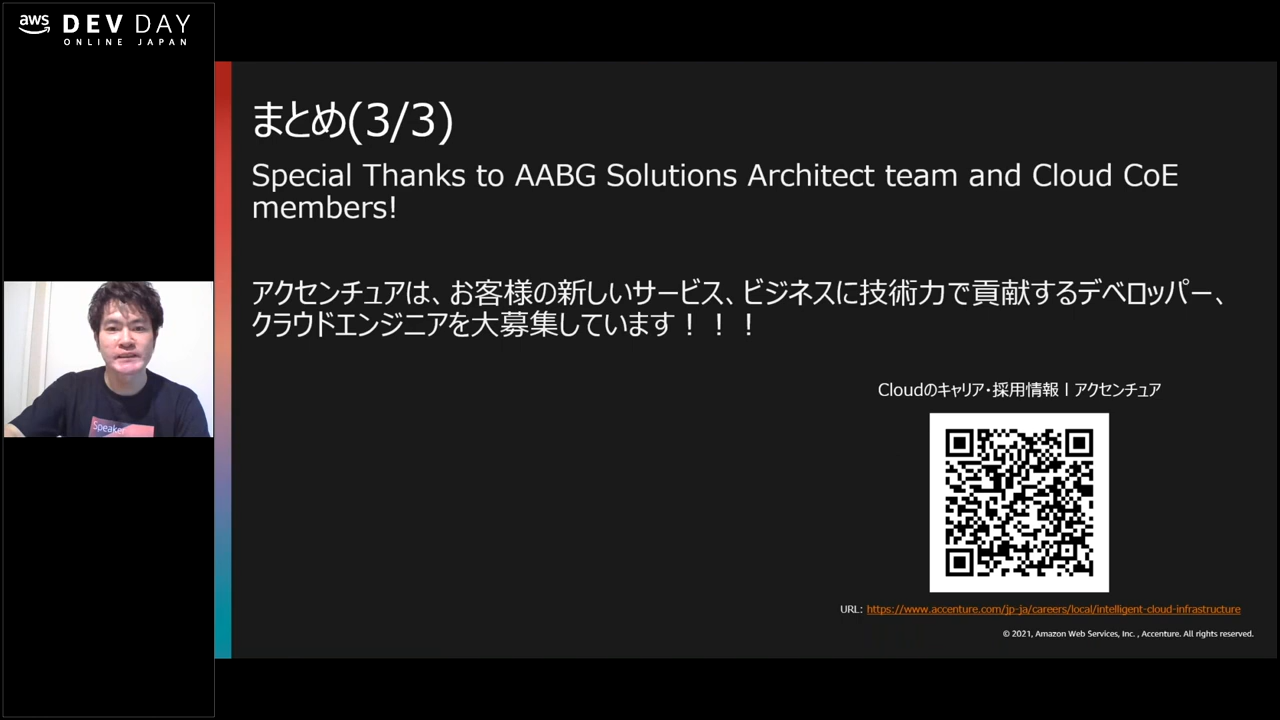 aws DEV DAY
ONLINE JAPAN
まとめ(3/3)
Special Thanks to AABG Solutions Architect team and Cloud CoE
members!
アクセンチュアは、お客様の新しいサービス、ビジネスに技術力で貢献するデベロッパー、
クラウドエンジニアを大募集しています！！！
Cloudのキャリア・採用情報 | アクセンチュア
Speaker
URL: https://www.accenture.com/jp-ja/careers/local/intelligent-cloud-infrastructure
© 2021, Amazon Web Services, Inc. , Accenture. All rights reserved.